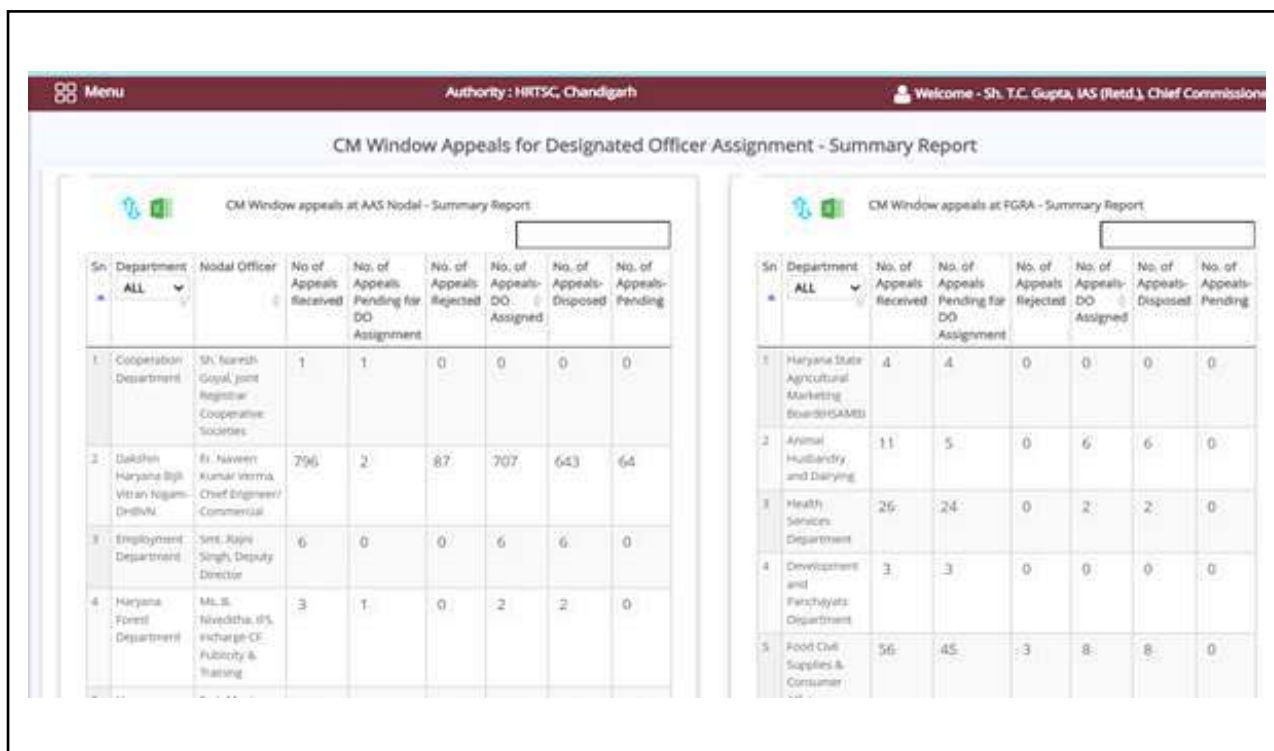 Menu
Authority : HRTSC, Chandigarh
Welcome - Sh. T.C. Gupta, IAS (Retd.), Chief Commissione
CM Window Appeals for Designated Officer Assignment - Summary Report
CM Window appeals at AAS Nodal - Summary Report
Sn Department Nodal Officer No of No. of No. of No. of No. of No. of
ALL Appeals Appeals Appeals Appeals- Appeals- Appeals-
Received Pending for Rejected DO Disposed Pending
DO Assigned
Assignment
1 Cooperation Sh. Naresh 1 1 0 0 0 0
Department Goyal, Joint
Registrar
Cooperative
Societies
2 Dakshin Er. Naveen 796 2 87 707 643 64
Haryana Bijli Kumar Verma,
Vitran Nigam- Chief Engineer/
DHBVN Commercial
3 Employment Smt. Rajni 6 0 0 6 6 0
Department Singh, Deputy
Director
4 Haryana Ms. B. 3 1 0 2 2 0
Forest Niveditha, IFS,
Department Incharge-CF
Publicity &
Training
CM Window appeals at FGRA - Summary Report
Sn Department No. of No. of No. of No. of No. of No. of
ALL Appeals Appeals Appeals Appeals- Appeals- Appeals-
Received Pending for Rejected DO Disposed Pending
DO Assigned
Assignment
1 Haryana State 4 4 0 0 0 0
Agricultural
Marketing
Board(HSAMB)
2 Animal 11 5 0 6 6 0
Husbandry
and Dairying
3 Health 26 24 0 2 2 0
Services
Department
4 Development 3 3 0 0 0 0
and
Panchayats
Department
5 Food Civil 56 45 3 8 8 0
Supplies &
Consumer